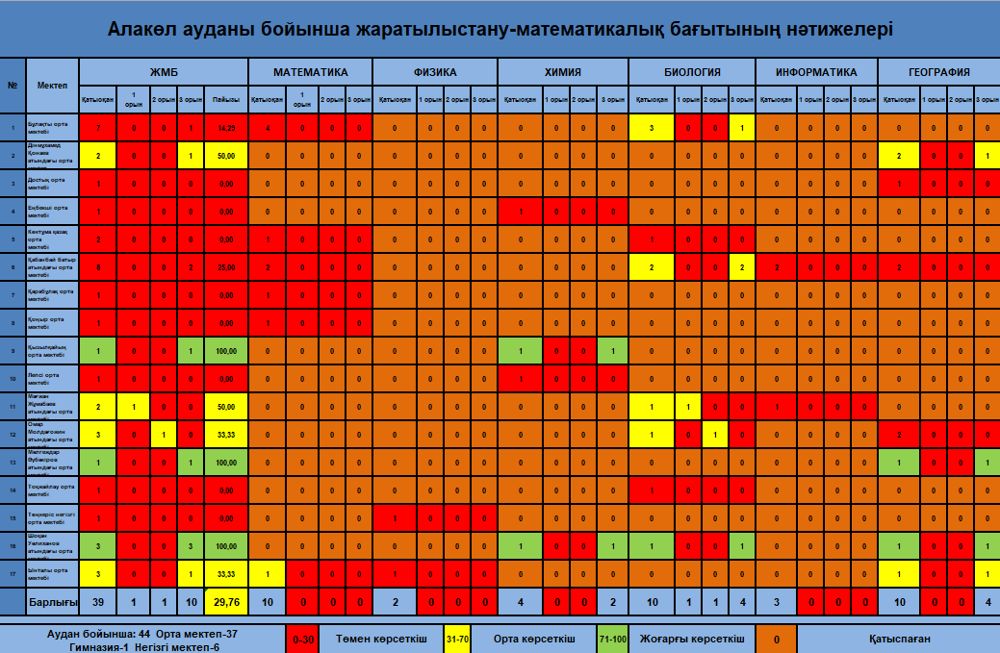 Алакөл ауданы бойынша жаратылыстану-математикалық бағытының нәтижелері
№ Мектеп ЖМБ МАТЕМАТИКА ФИЗИКА ХИМИЯ БИОЛОГИЯ ИНФОРМАТИКА ГЕОГРАФИЯ
Қатысқан 1 орын 2 орын 3 орын Пайызы Қатысқан 1 орын 2 орын 3 орын Қатысқан 1 орын 2 орын 3 орын Қатысқан 1 орын 2 орын 3 орын Қатысқан 1 орын 2 орын 3 орын Қатысқан 1 орын 2 орын 3 орын Қатысқан 1 орын 2 орын 3 орын
1 Бұлақты орта мектебі 7 0 0 1 14,29 4 0 0 0 0 0 0 0 0 0 0 0 3 0 0 1 0 0 0 0 0 0 0 0
2 Дінмұхамед Қонаев атындағы орта 2 0 0 1 50,00 0 0 0 0 0 0 0 0 0 0 0 0 0 0 0 0 0 0 0 0 2 0 0 1
3 Достық орта мектебі 1 0 0 0 0,00 0 0 0 0 0 0 0 0 0 0 0 0 0 0 0 0 0 0 0 0 1 0 0 0
4 Еңбекші орта мектебі 1 0 0 0 0,00 0 0 0 0 0 0 0 0 1 0 0 0 0 0 0 0 0 0 0 0 0 0 0 0
5 Көктұма қазақ орта мектебі 2 0 0 0 0,00 1 0 0 0 0 0 0 0 0 0 0 0 1 0 0 0 0 0 0 0 0 0 0 0
6 Қабанбай батыр атындағы орта мектебі 8 0 0 2 25,00 2 0 0 0 0 0 0 0 0 0 0 0 2 0 0 2 2 0 0 0 2 0 0 0
7 Қарабұлақ орта мектебі 1 0 0 0 0,00 1 0 0 0 0 0 0 0 0 0 0 0 0 0 0 0 0 0 0 0 0 0 0 0
8 Қоңыр орта мектебі 1 0 0 0 0,00 1 0 0 0 0 0 0 0 0 0 0 0 0 0 0 0 0 0 0 0 0 0 0 0
9 Қызылқайың орта мектебі 1 0 0 1 100,00 0 0 0 0 0 0 0 0 1 0 0 1 0 0 0 0 0 0 0 0 0 0 0 0
10 Лепсі орта мектебі 1 0 0 0 0,00 0 0 0 0 0 0 0 0 1 0 0 0 0 0 0 0 0 0 0 0 0 0 0 0
11 Мағжан Жұмабаев атындағы орта 2 1 0 0 50,00 0 0 0 0 0 0 0 0 0 0 0 0 1 1 0 0 1 0 0 0 0 0 0 0
12 Омар Молдағожин атындағы орта 3 0 1 0 33,33 0 0 0 0 0 0 0 0 0 0 0 0 1 0 1 0 0 0 0 0 2 0 0 0
13 атындағы орта 1 0 0 1 100,00 0 0 0 0 0 0 0 0 0 0 0 0 0 0 0 0 0 0 0 0 1 0 0 1
14 Тоқжайлау орта мектебі 1 0 0 0 0,00 0 0 0 0 0 0 0 0 0 0 0 0 1 0 0 0 0 0 0 0 0 0 0 0
15 Төңкеріс негізгі орта мектебі 1 0 0 0 0,00 0 0 0 0 1 0 0 0 0 0 0 0 0 0 0 0 0 0 0 0 0 0 0 0
16 Шоқан Уәлиханов атындағы орта 3 0 0 3 100,00 0 0 0 0 0 0 0 0 1 0 0 1 1 0 0 1 0 0 0 0 1 0 0 1
17 Ынталы орта мектебі 3 0 0 1 33,33 1 0 0 0 1 0 0 0 0 0 0 0 0 0 0 0 0 0 0 0 1 0 0 1
Барлығы 39 1 1 10 29,76 10 0 0 0 2 0 0 0 4 0 0 2 10 1 1 4 3 0 0 0 10 0 0 4
Аудан бойынша: 44 Орта мектеп-37
Гимназия-1 Негізгі мектеп-6
0-30 Төмен көрсеткіш 31-70 Орта көрсеткіш 71-100 Жоғарғы көрсеткіш 0 Қатыспаған